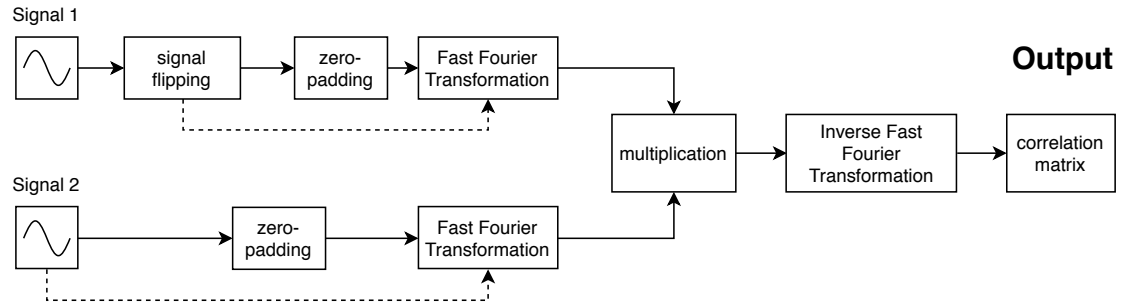 Signal 1
signal
flipping
zero-
padding
Fast Fourier
Transformation
Output
multiplication
Inverse Fast
Fourier
Transformation
correlation
matrix
Signal 2
zero-
padding
Fast Fourier
Transformation